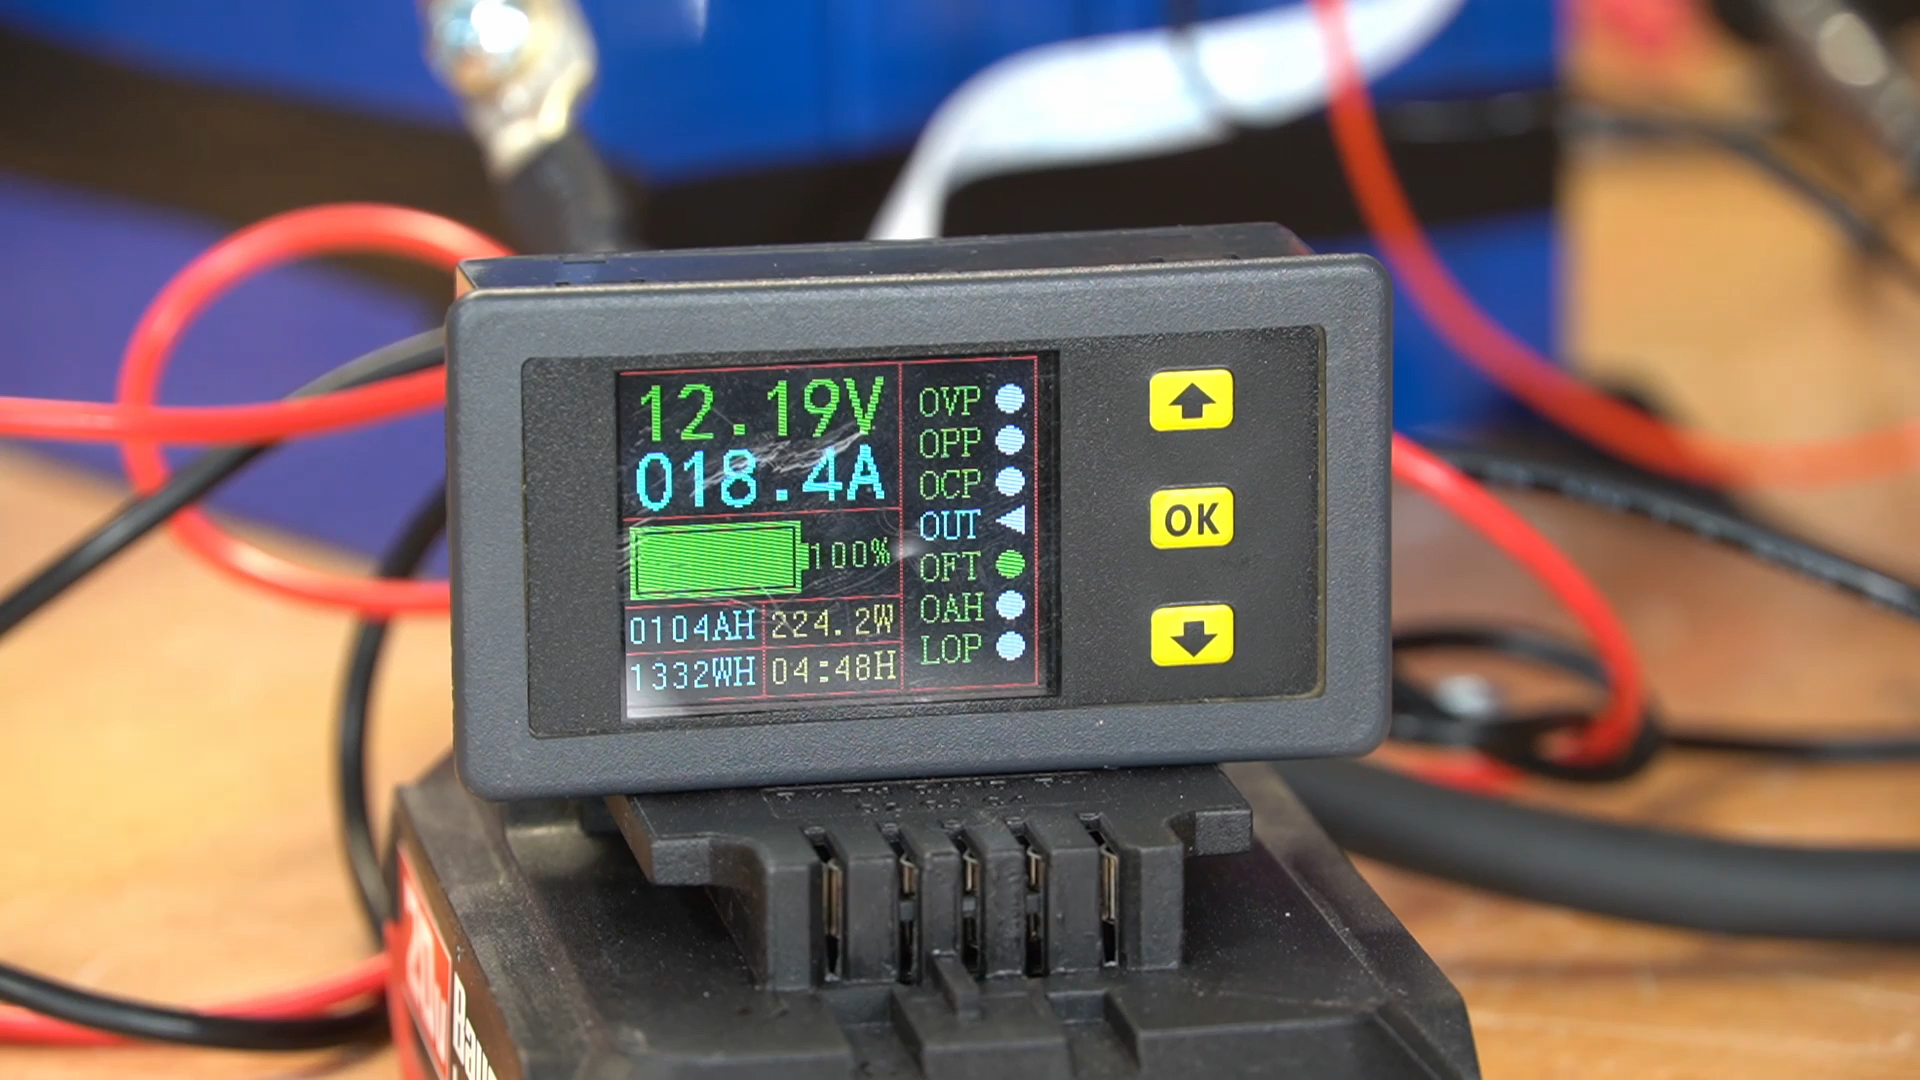 12.19V
018.4A
100%
0104AH 224.2W
1332WH 04:48H
OVP
OPP
OCP
OUT
OFT
OAH
LOP
OK
20V